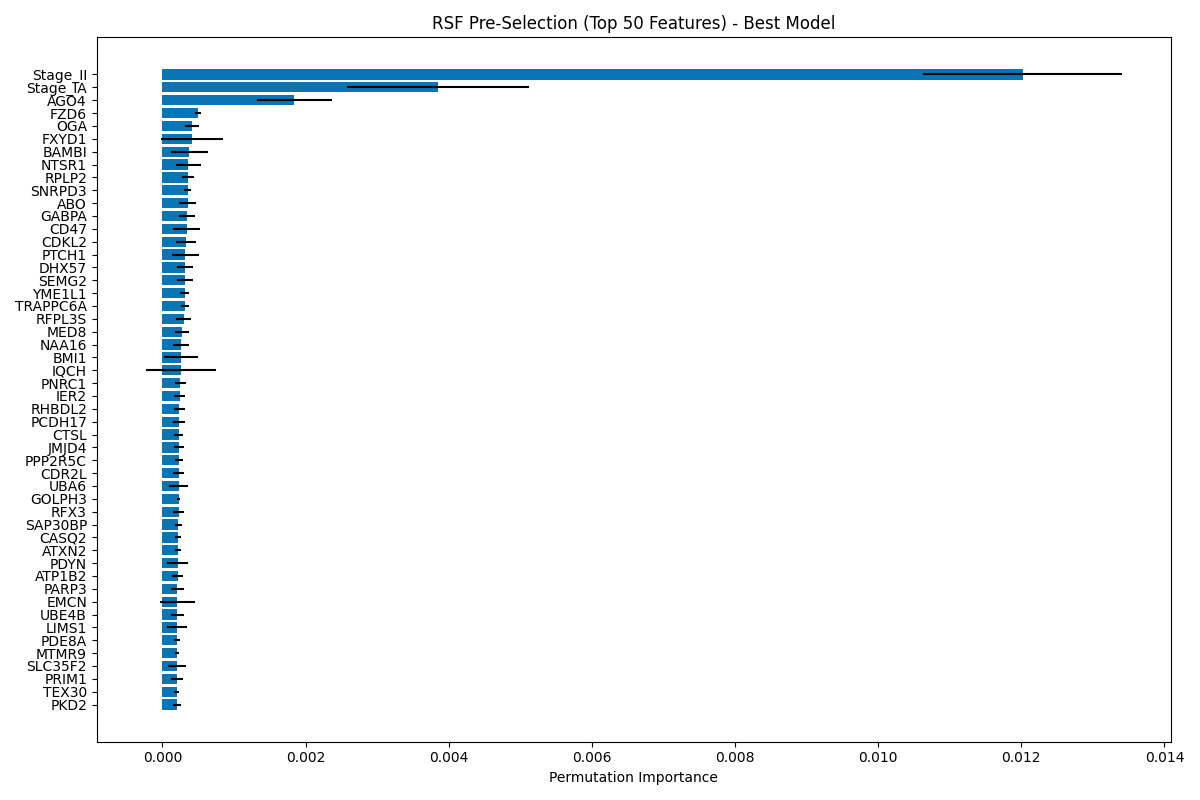 RSF Pre-Selection (Top 50 Features) - Best Model
Stage_II
Stage_TA
AGO4
FZD6
OGA
FXYD1
BAMBI
NTSR1
RPLP2
SNRPD3
ABO
GABPA
CD47
CDKL2
PTCH1
DHX57
SEMG2
YME1L1
TRAPPC6A
RFPL3S
MED8
NAA16
BMI1
IQCH
PNRC1
IER2
RHBDL2
PCDH17
CTSL
JMJD4
PPP2R5C
CDR2L
UBA6
GOLPH3
RFX3
SAP30BP
CASQ2
ATXN2
PDYN
ATP1B2
PARP3
EMCN
UBE4B
LIMS1
PDE8A
MTMR9
SLC35F2
PRIM1
TEX30
PKD2
0.000 0.002 0.004 0.006 0.008 0.010 0.012 0.014
Permutation Importance